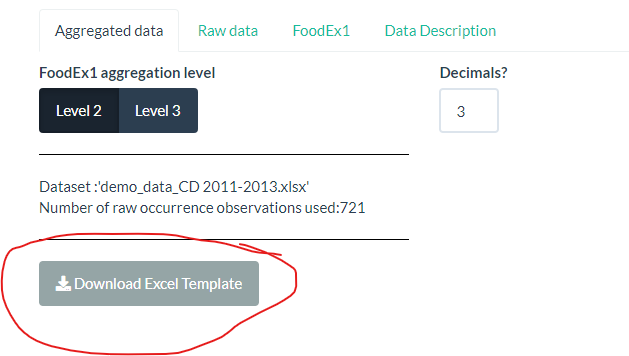 Aggregated data Raw data FoodEx1 Data Description
FoodEx1 aggregation level Decimals?
Level 2 Level 3 3
Dataset :'demo_data_CD 2011-2013.xlsx'
Number of raw occurrence observations used:721
Download Excel Template